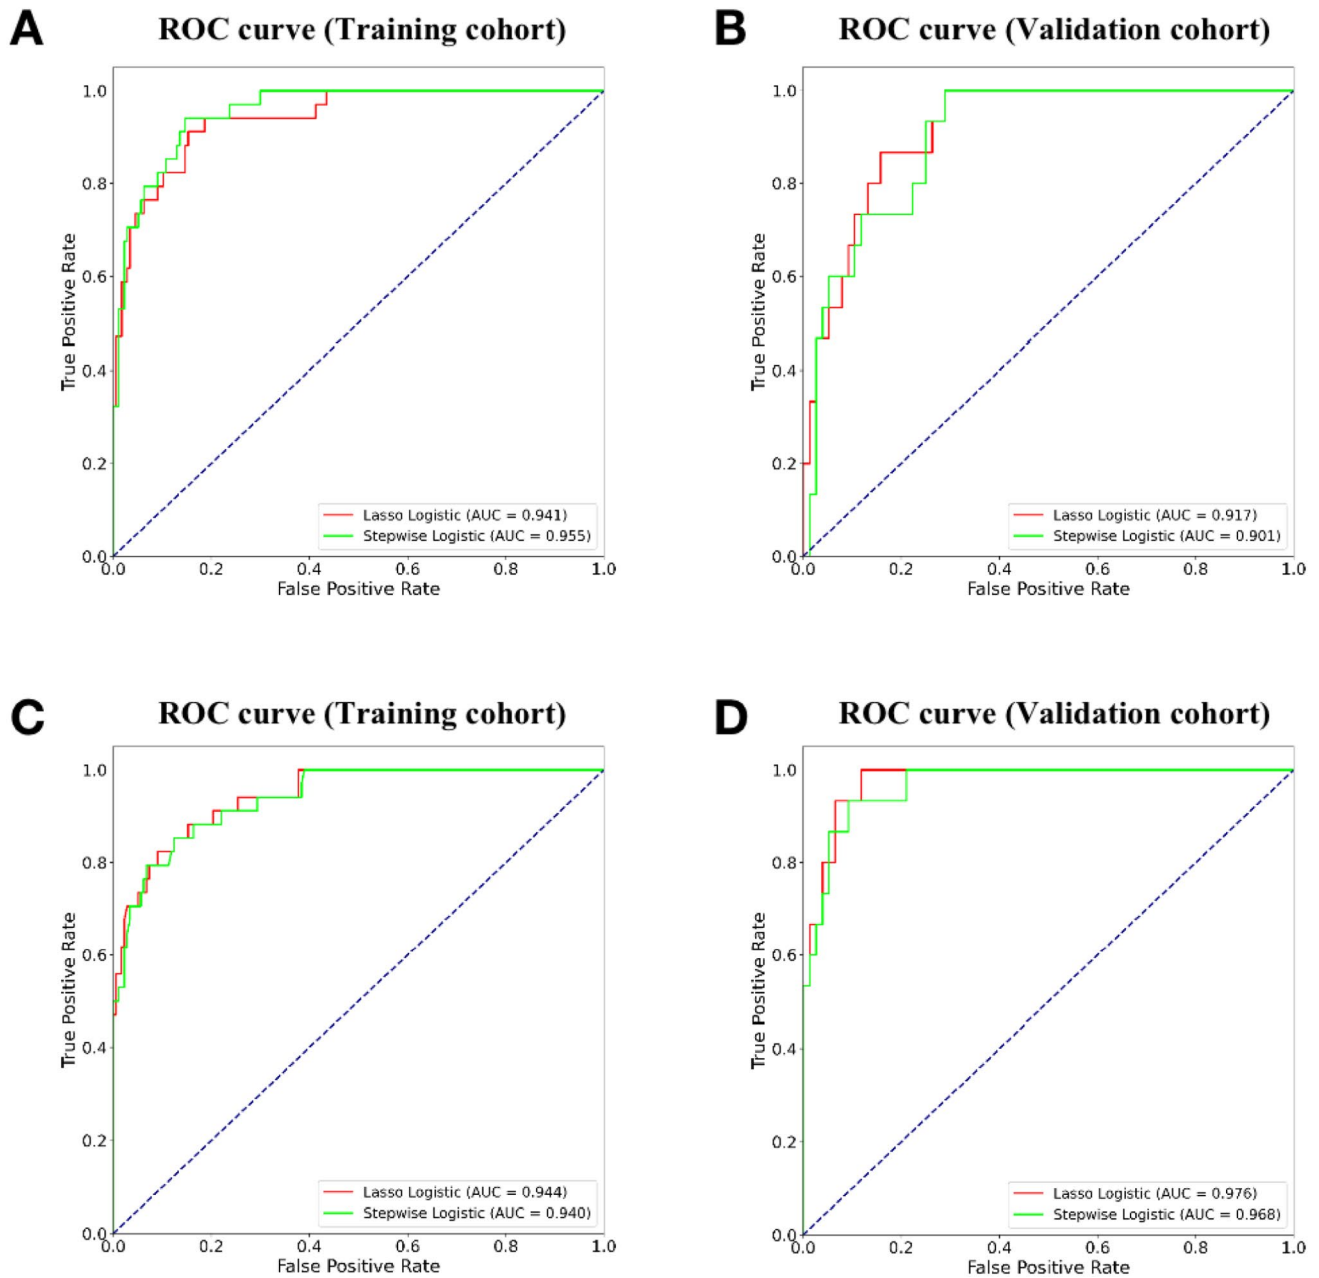 A
ROC curve (Training cohort)
1.0
0.8
0.6
0.4
0.2
0.0
True Positive Rate
Lasso Logistic (AUC = 0.941)
Stepwise Logistic (AUC = 0.955)
0.0 0.2 0.4 0.6 0.8 1.0
False Positive Rate
B
ROC curve (Validation cohort)
1.0
0.8
0.6
0.4
0.2
0.0
True Positive Rate
Lasso Logistic (AUC = 0.917)
Stepwise Logistic (AUC = 0.901)
0.0 0.2 0.4 0.6 0.8 1.0
False Positive Rate
C
ROC curve (Training cohort)
1.0
0.8
0.6
0.4
0.2
0.0
True Positive Rate
Lasso Logistic (AUC = 0.944)
Stepwise Logistic (AUC = 0.940)
0.0 0.2 0.4 0.6 0.8 1.0
False Positive Rate
D
ROC curve (Validation cohort)
1.0
0.8
0.6
0.4
0.2
0.0
True Positive Rate
Lasso Logistic (AUC = 0.976)
Stepwise Logistic (AUC = 0.968)
0.0 0.2 0.4 0.6 0.8 1.0
False Positive Rate